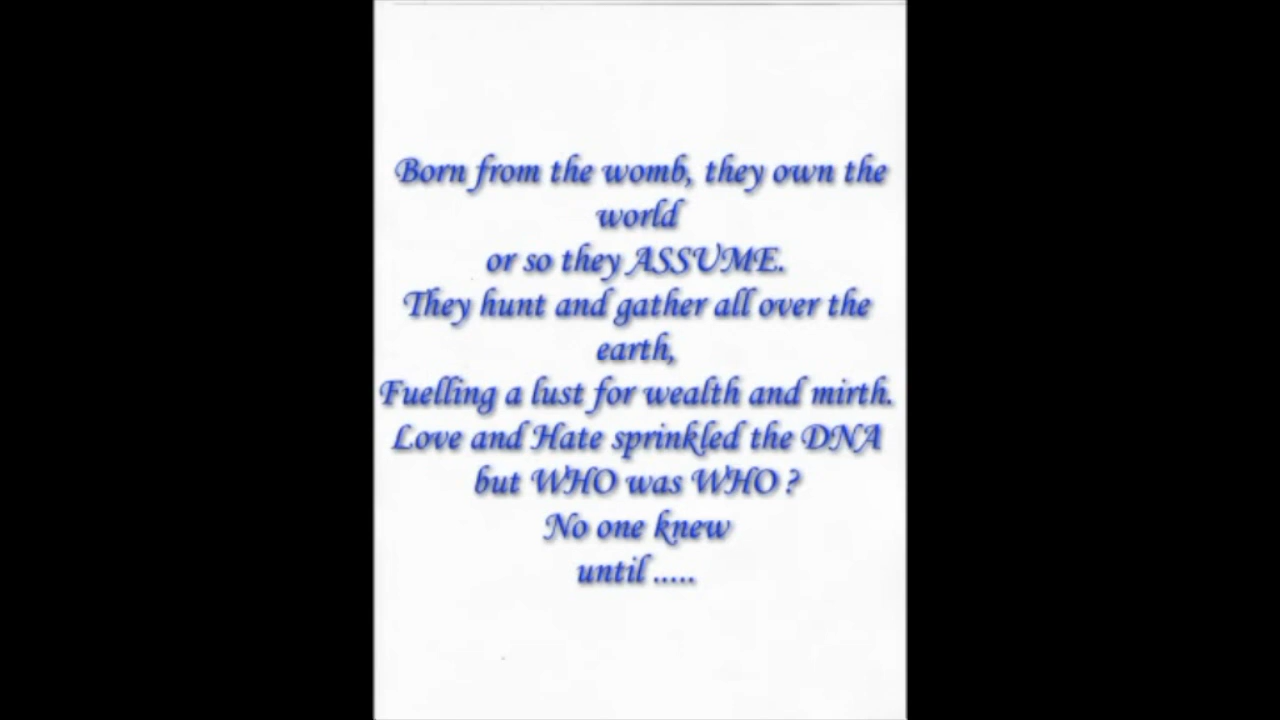 Born from the womb, they own the
world
or so they ASSUME.
They hunt and gather all over the
earth,
Fuelling a lust for wealth and mirth.
Love and Hate sprinkled the DNA
but WHO was WHO ?
No one knew
until .....